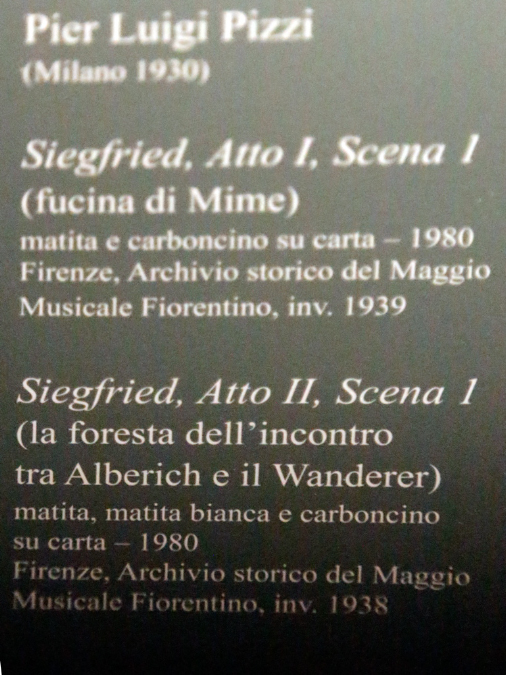 Pier Luigi Pizzi
(Milano 1930)
Siegfried, Atto I, Scena 1
(fucina di Mime)
matita e carboncino su carta – 1980
Firenze, Archivio storico del Maggio
Musicale Fiorentino, inv. 1939
Siegfried, Atto II, Scena 1
(la foresta dell’incontro
tra Alberich e il Wanderer)
matita, matita bianca e carboncino
su carta – 1980
Firenze, Archivio storico del Maggio
Musicale Fiorentino, inv. 1938